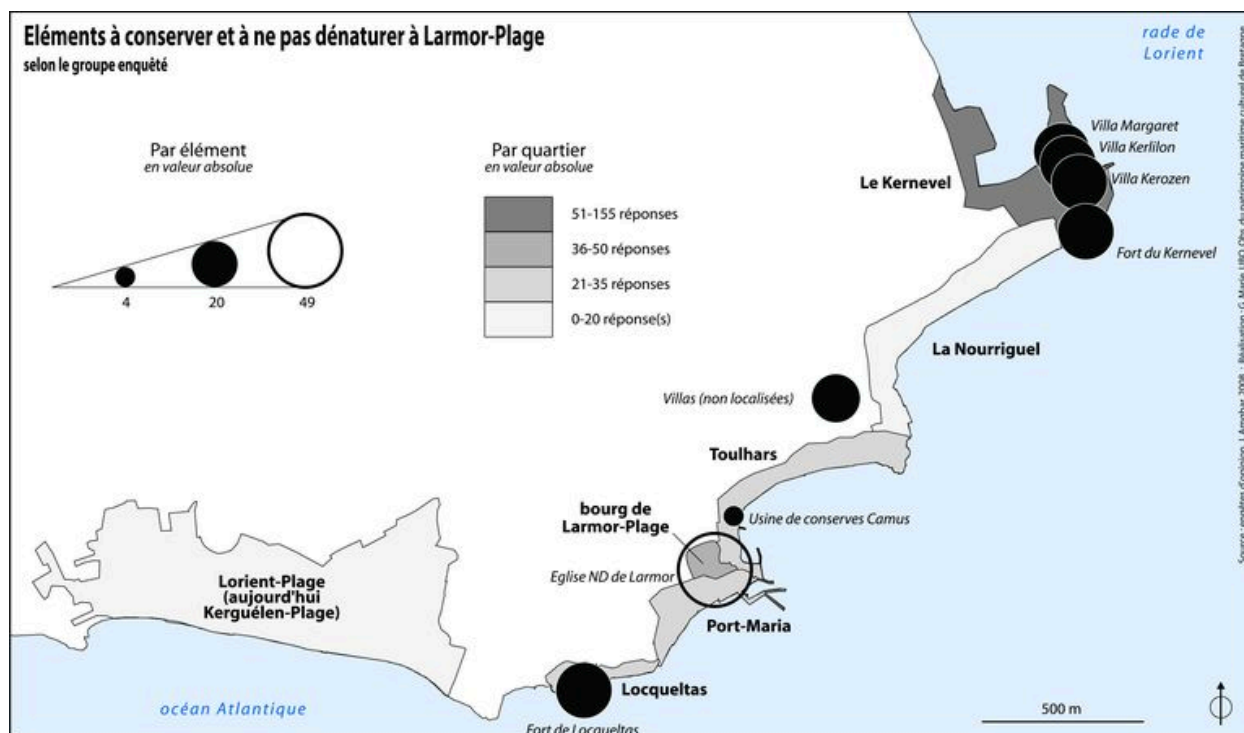 Eléments à conserver et à ne pas dénaturer à Larmor-Plage
selon le groupe enquêté
rade de
Lorient
Par élément
en valeur absolue
4
20
49
Par quartier
en valeur absolue
51-155 réponses
36-50 réponses
21-35 réponses
0-20 réponse(s)
Villa Margaret
Villa Kerlilon
Villa Kerozen
Le Kernevel
Fort du Kernevel
La Nourriguel
Villas (non localisées)
Toulhars
bourg de
Larmor-Plage
Usine de conserves Camus
Eglise ND de Larmor
Lorient-Plage
(aujourd'hui
Kerguélen-Plage)
Port-Maria
Locqueltas
Fort de Locqueltas
océan Atlantique
500 m